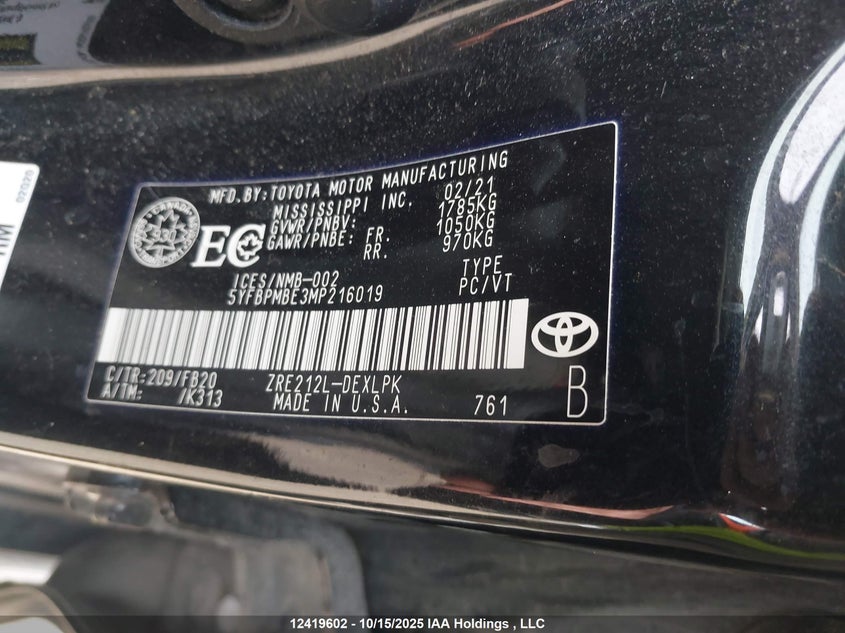 02020
MFD.BY:TOYOTA MOTOR MANUFACTURING
MISSISSIPPI INC. 02/21
GVWR/PNBV: 1785KG
GAWR/PNBE: FR. 1050KG
RR. 970KG
EC
ICES/NMB-002 TYPE
5YFBPMBE3MP216019 PC/VT
C/TR:209/FB20 ZRE212L-DEXLPK
A/TM: /K313 MADE IN U.S.A. 761 B
12419602 - 10/15/2025 IAA Holdings , LLC